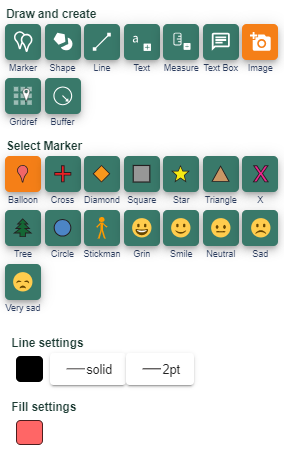 Draw and create
a
Marker Shape Line Text Measure Text Box Image
Gridref Buffer
Select Marker
Balloon Cross Diamond Square Star Triangle X
Tree Circle Stickman Grin Smile Neutral Sad
Very sad
Line settings
solid 2pt
Fill settings